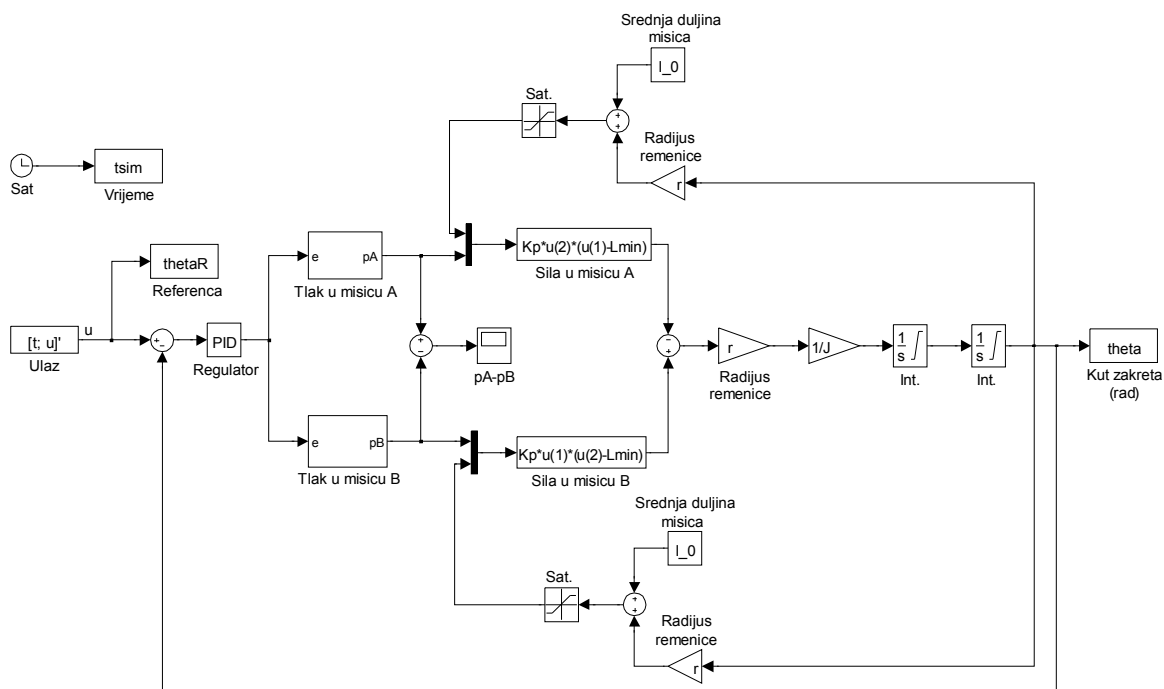 Srednja duljina
misica
l_0
Sat.
+
+
Radijus
remenice
r
Sat
tsim
Vrijeme
thetaR
Referenca
[t; u]'
u
Ulaz
+
−
PID
Regulator
e
pA
Tlak u misicu A
Kp*u(2)*(u(1)-Lmin)
Sila u misicu A
+
−
pA-pB
−
+
r
Radijus
remenice
1/J
1
s
Int.
1
s
Int.
theta
Kut zakreta
(rad)
e
pB
Tlak u misicu B
Kp*u(1)*(u(2)-Lmin)
Sila u misicu B
Srednja duljina
misica
l_0
Sat.
+
+
Radijus
remenice
r